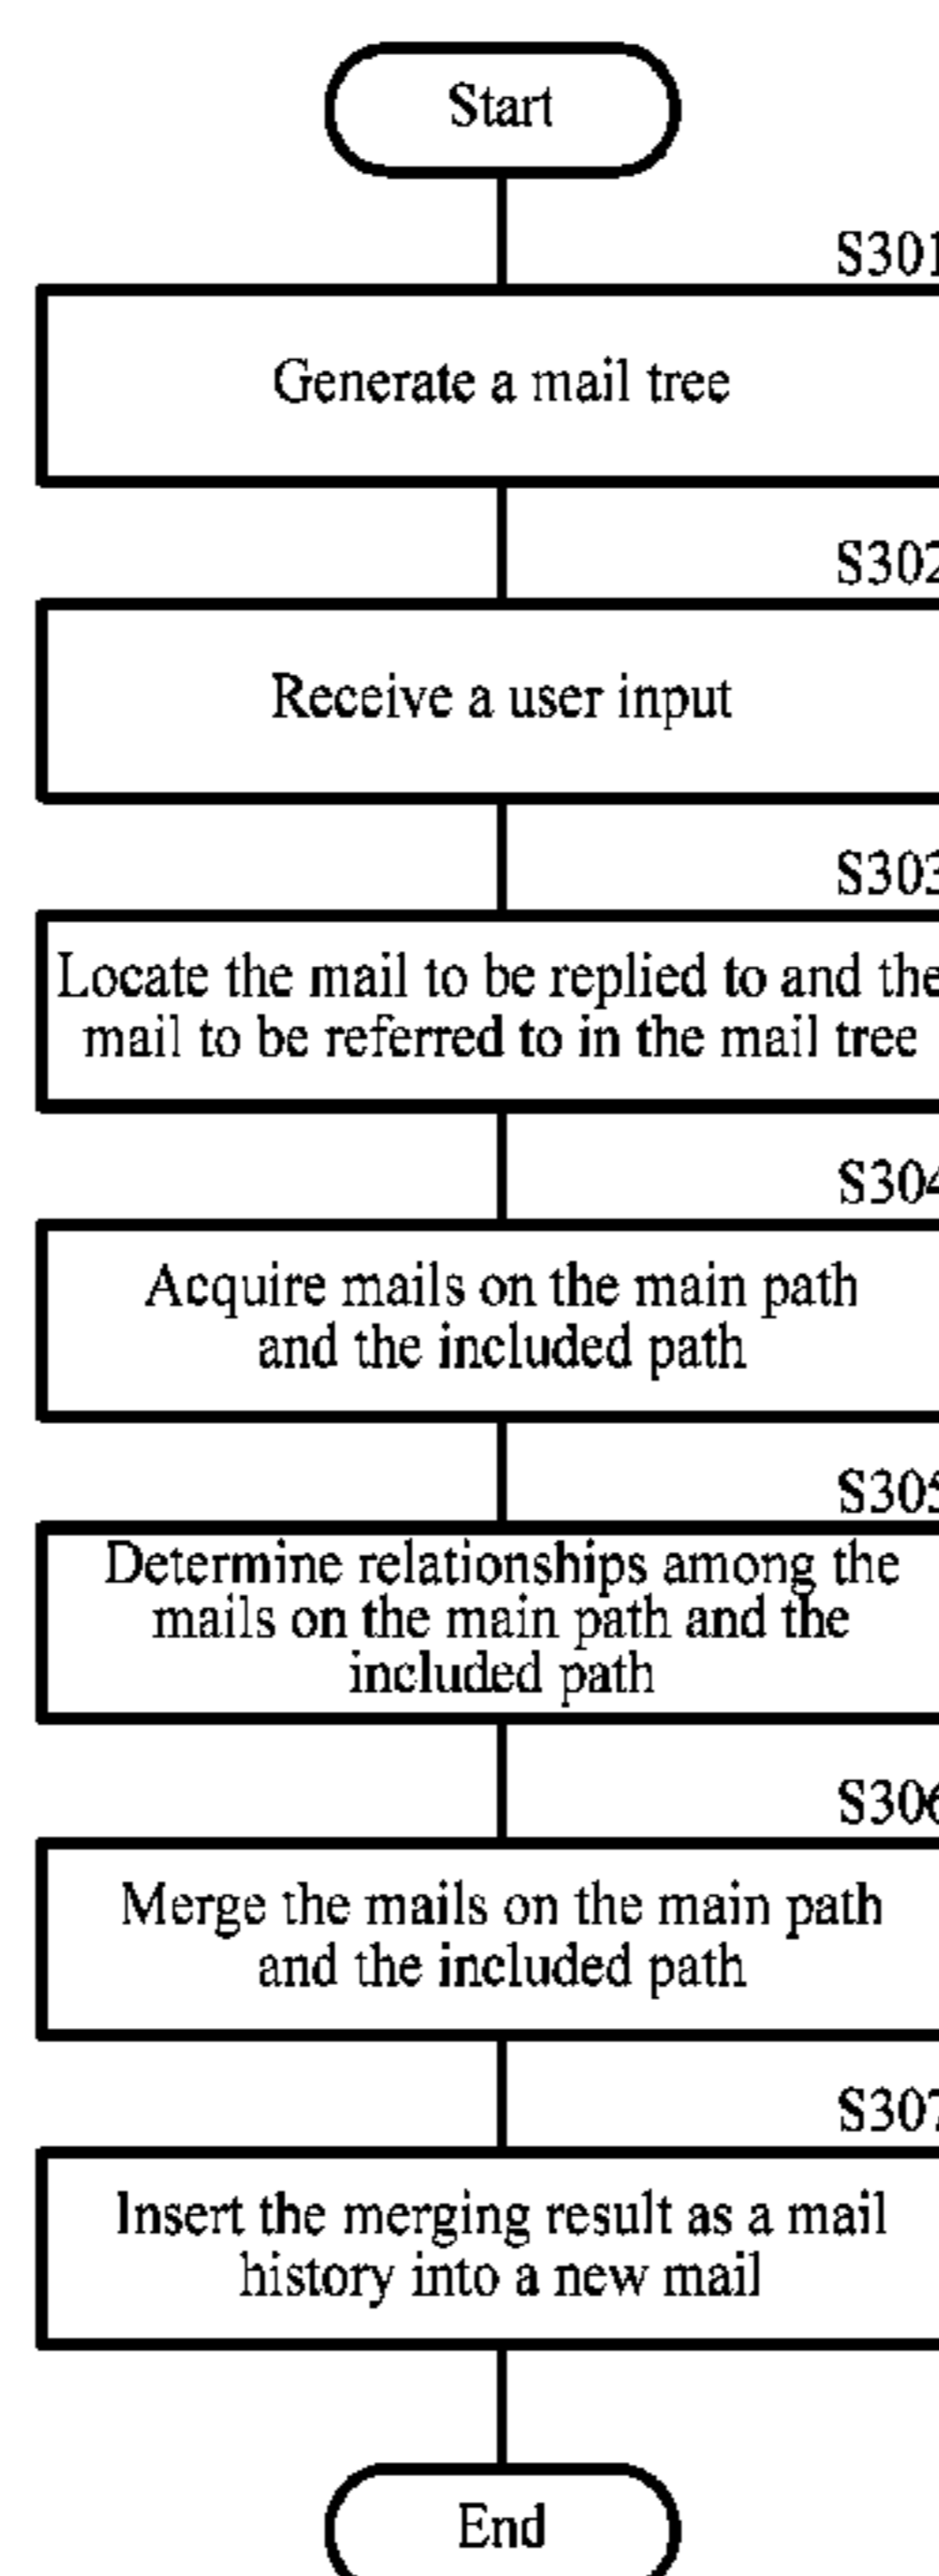 Start
S301
Generate a mail tree
S302
Receive a user input
S303
Locate the mail to be replied to and the
mail to be referred to in the mail tree
S304
Acquire mails on the main path
and the included path
S305
Determine relationships among the
mails on the main path and the
included path
S306
Merge the mails on the main path
and the included path
S307
Insert the merging result as a mail
history into a new mail
End